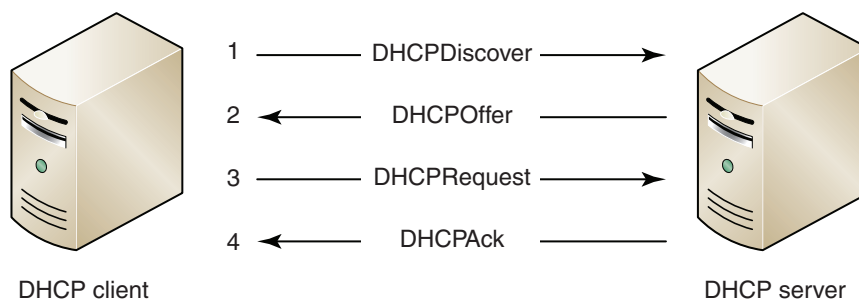 1 DHCPDiscover
2 DHCPOffer
3 DHCPRequest
4 DHCPAck
DHCP client DHCP server